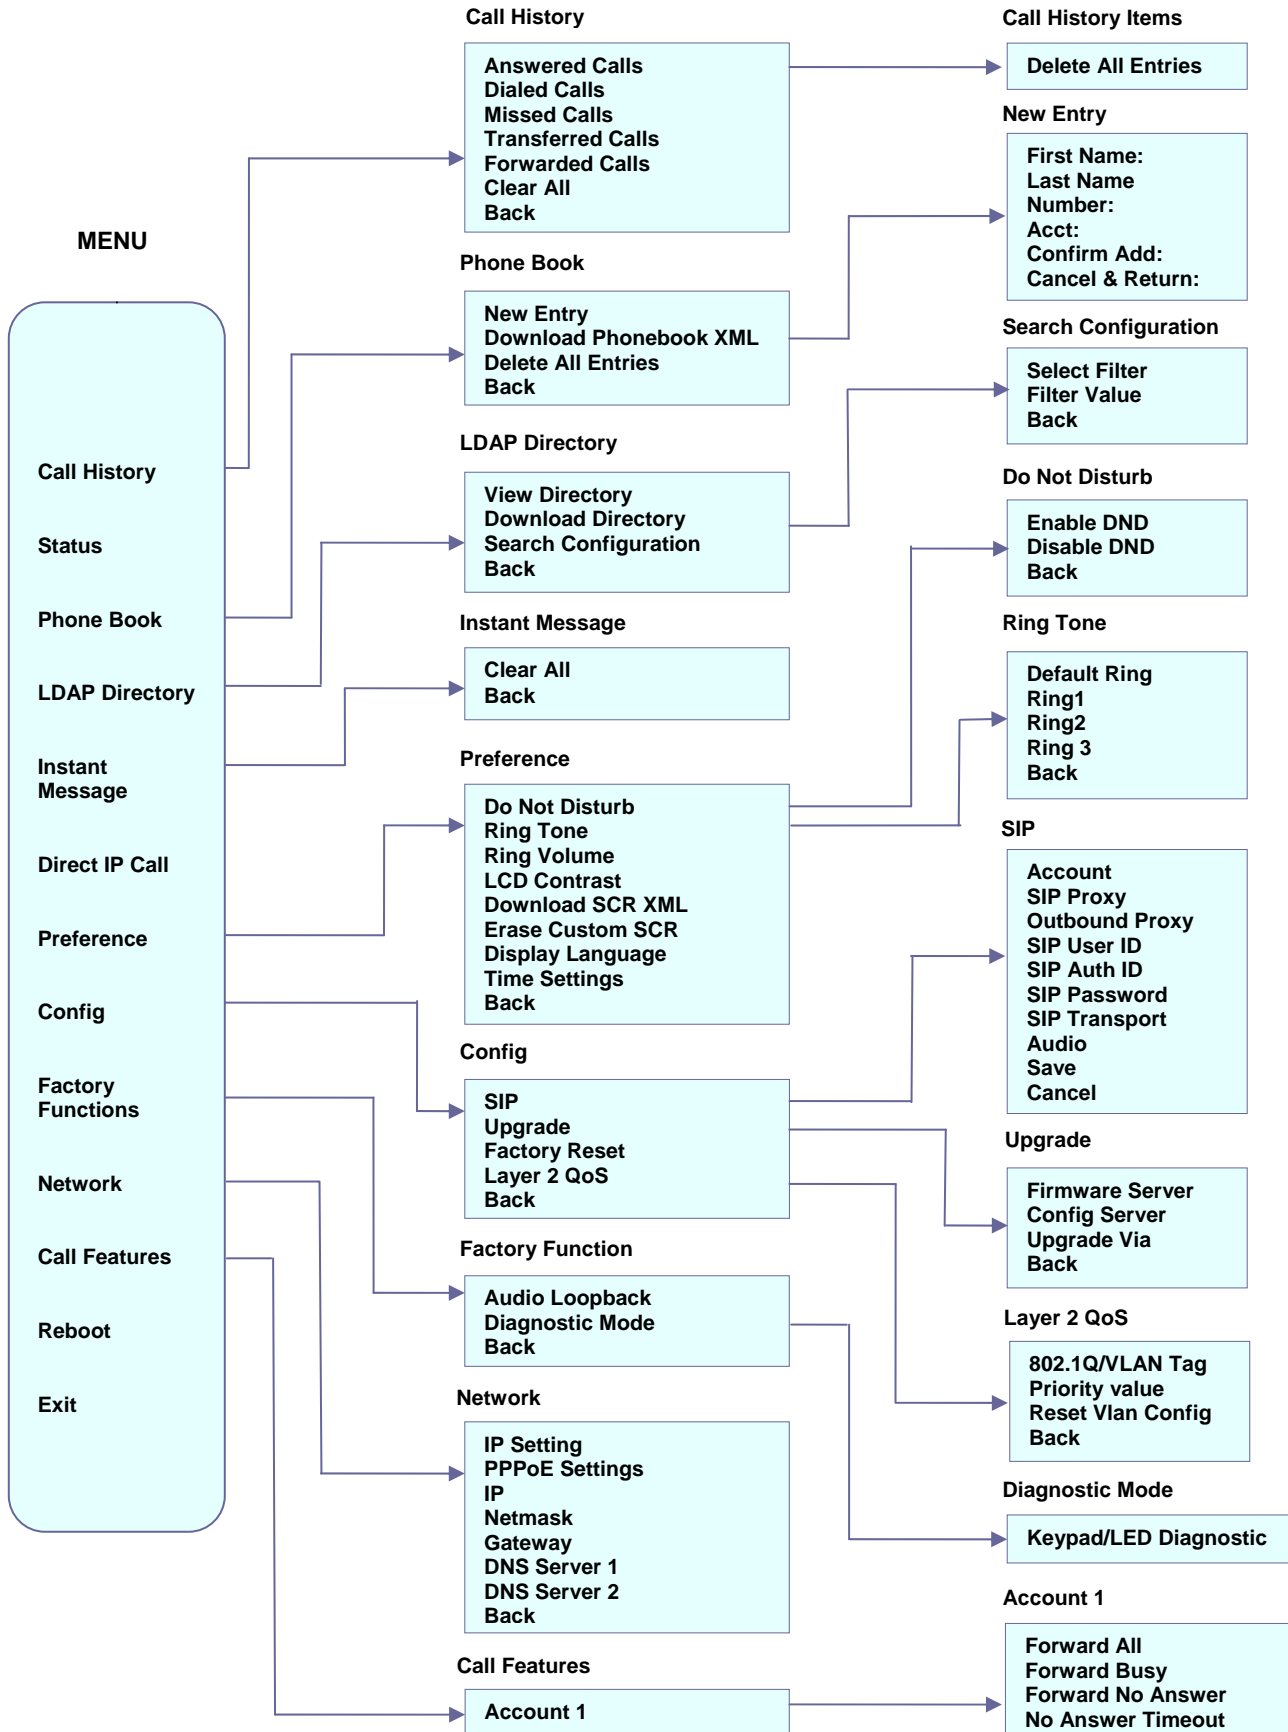 MENU
Call History
Status
Phone Book
LDAP Directory
Instant
Message
Direct IP Call
Preference
Config
Factory
Functions
Network
Call Features
Reboot
Exit
Call History
Answered Calls
Dialed Calls
Missed Calls
Transferred Calls
Forwarded Calls
Clear All
Back
Phone Book
New Entry
Download Phonebook XML
Delete All Entries
Back
LDAP Directory
View Directory
Download Directory
Search Configuration
Back
Instant Message
Clear All
Back
Preference
Do Not Disturb
Ring Tone
Ring Volume
LCD Contrast
Download SCR XML
Erase Custom SCR
Display Language
Time Settings
Back
Config
SIP
Upgrade
Factory Reset
Layer 2 QoS
Back
Factory Function
Audio Loopback
Diagnostic Mode
Back
Network
IP Setting
PPPoE Settings
IP
Netmask
Gateway
DNS Server 1
DNS Server 2
Back
Call Features
Account 1
Call History Items
Delete All Entries
New Entry
First Name:
Last Name
Number:
Acct:
Confirm Add:
Cancel & Return:
Search Configuration
Select Filter
Filter Value
Back
Do Not Disturb
Enable DND
Disable DND
Back
Ring Tone
Default Ring
Ring1
Ring2
Ring 3
Back
SIP
Account
SIP Proxy
Outbound Proxy
SIP User ID
SIP Auth ID
SIP Password
SIP Transport
Audio
Save
Cancel
Upgrade
Firmware Server
Config Server
Upgrade Via
Back
Layer 2 QoS
802.1Q/VLAN Tag
Priority value
Reset Vlan Config
Back
Diagnostic Mode
Keypad/LED Diagnostic
Account 1
Forward All
Forward Busy
Forward No Answer
No Answer Timeout